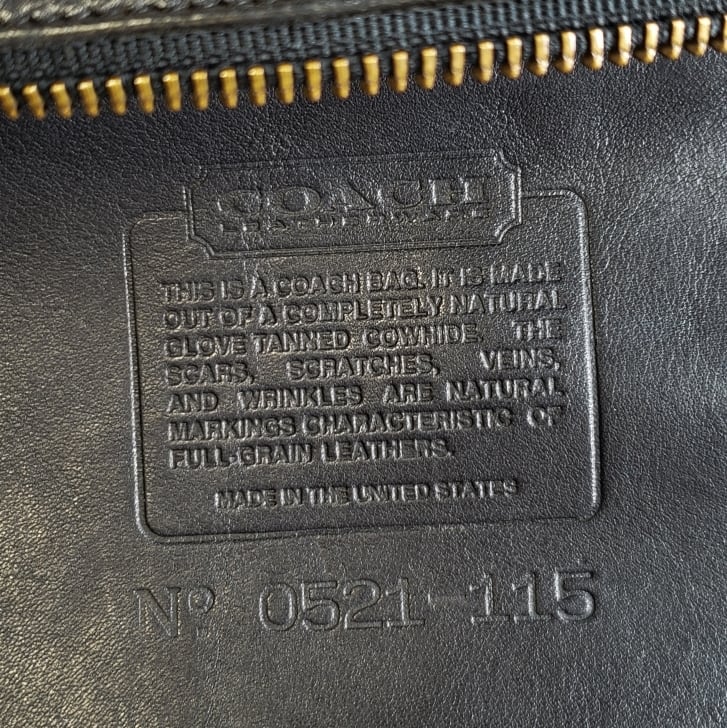 COACH
LEATHERWARE
THIS IS A COACH BAG. IT IS MADE
OUT OF A COMPLETELY NATURAL
GLOVE TANNED COWHIDE. THE
SCARS, SCRATCHES, VEINS,
AND WRINKLES ARE NATURAL
MARKINGS CHARACTERISTIC OF
FULL-GRAIN LEATHERS.
MADE IN THE UNITED STATES
Nº 0521-115